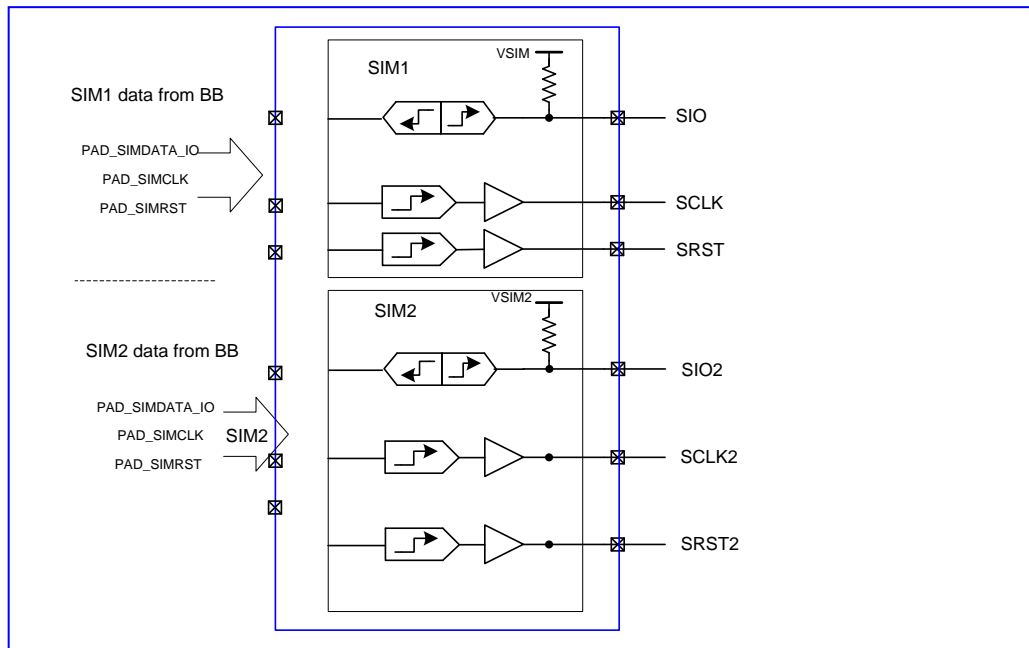 VSIM
SIM1
SIM1 data from BB
SIO
PAD_SIMDATA_IO
PAD_SIMCLK
PAD_SIMRST
SCLK
SRST
VSIM2
SIM2
SIM2 data from BB
SIO2
PAD_SIMDATA_IO
PAD_SIMCLK
SIM2
PAD_SIMRST
SCLK2
SRST2